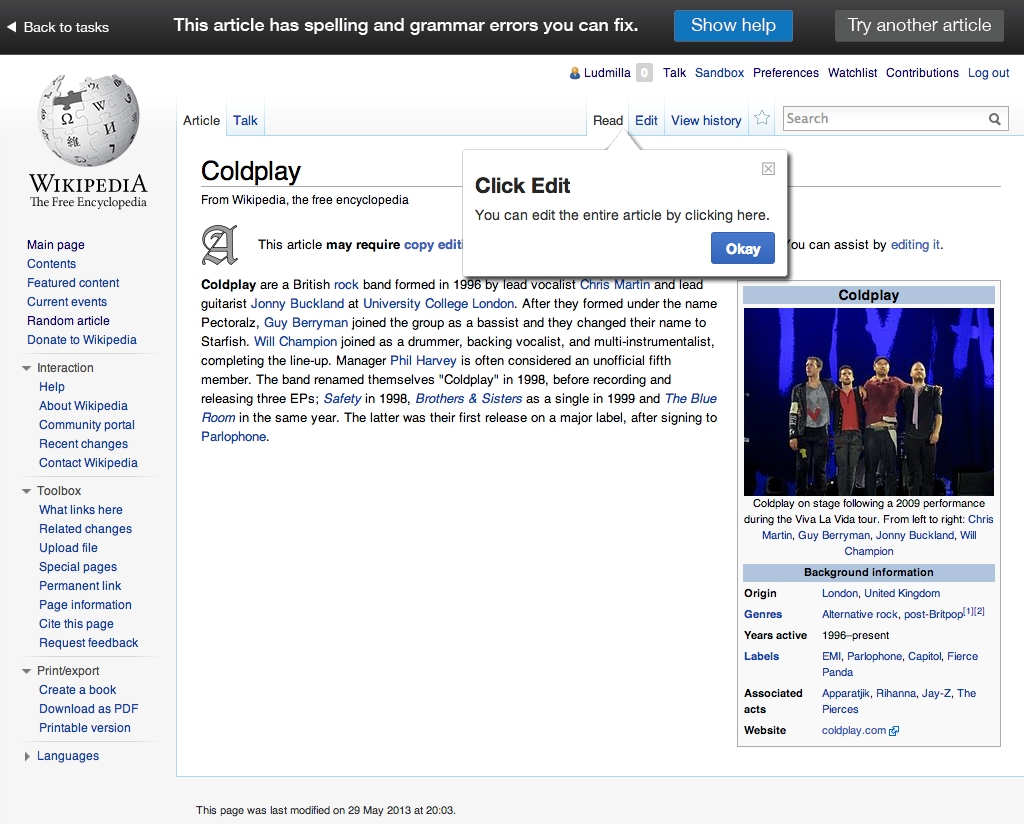 Back to tasks
This article has spelling and grammar errors you can fix.
Show help
Try another article
Ludmilla 0 Talk Sandbox Preferences Watchlist Contributions Log out
Article Talk
Read Edit View history
Search
WIKIPEDIA
The Free Encyclopedia
Main page
Contents
Featured content
Current events
Random article
Donate to Wikipedia
Interaction
Help
About Wikipedia
Community portal
Recent changes
Contact Wikipedia
Toolbox
What links here
Related changes
Upload file
Special pages
Permanent link
Page information
Cite this page
Request feedback
Print/export
Create a book
Download as PDF
Printable version
Languages
Coldplay
From Wikipedia, the free encyclopedia
Click Edit
You can edit the entire article by clicking here.
Okay
This article may require copy editi
You can assist by editing it.
Coldplay are a British rock band formed in 1996 by lead vocalist Chris Martin and lead
guitarist Jonny Buckland at University College London. After they formed under the name
Pectoralz, Guy Berryman joined the group as a bassist and they changed their name to
Starfish. Will Champion joined as a drummer, backing vocalist, and multi-instrumentalist,
completing the line-up. Manager Phil Harvey is often considered an unofficial fifth
member. The band renamed themselves "Coldplay" in 1998, before recording and
releasing three EPs; Safety in 1998, Brothers & Sisters as a single in 1999 and The Blue
Room in the same year. The latter was their first release on a major label, after signing to
Parlophone.
Coldplay
Coldplay on stage following a 2009 performance
during the Viva La Vida tour. From left to right: Chris
Martin, Guy Berryman, Jonny Buckland, Will
Champion
Background information
Origin London, United Kingdom
Genres Alternative rock, post-Britpop[1][2]
Years active 1996–present
Labels EMI, Parlophone, Capitol, Fierce
Panda
Associated Apparatjik, Rihanna, Jay-Z, The
acts Pierces
Website coldplay.com
This page was last modified on 29 May 2013 at 20:03.